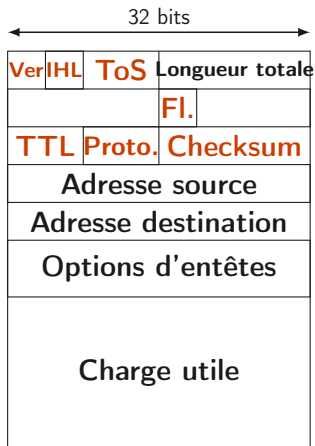 32 bits
Ver IHL ToS Longueur totale
Fl.
TTL Proto. Checksum
Adresse source
Adresse destination
Options d'entêtes
Charge utile